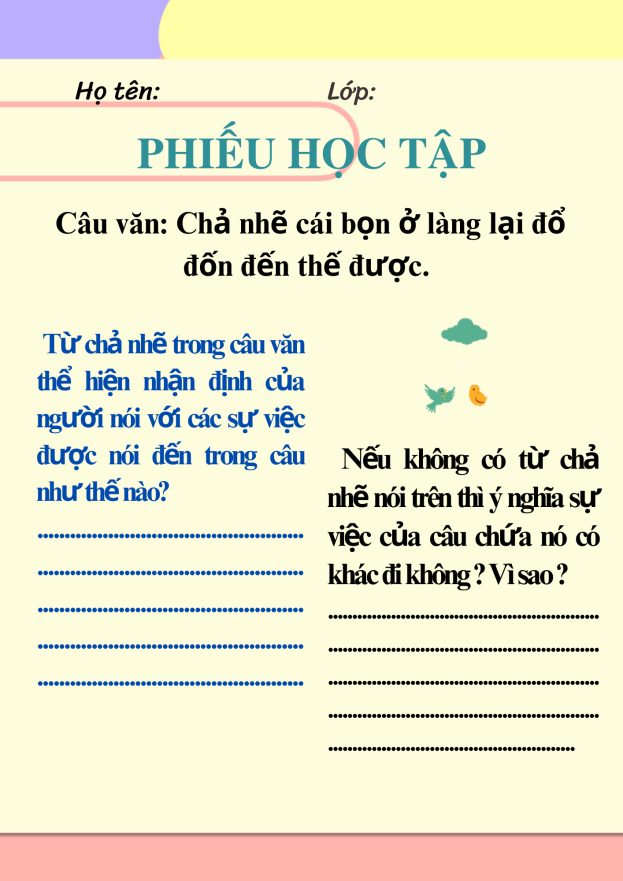 Họ tên: Lớp:
PHIẾU HỌC TẬP
Câu văn: Chả nhẽ cái bọn ở làng lại đổ
đốn đến thế được.
Từ chả nhẽ trong câu văn
thể hiện nhận định của
người nói với các sự việc
được nói đến trong câu
như thế nào?
..................................................
..................................................
..................................................
..................................................
..................................................
Nếu không có từ chả
nhẽ nói trên thì ý nghĩa sự
việc của câu chứa nó có
khác đi không ? Vì sao ?
..................................................
..................................................
..................................................
..................................................
..............................................